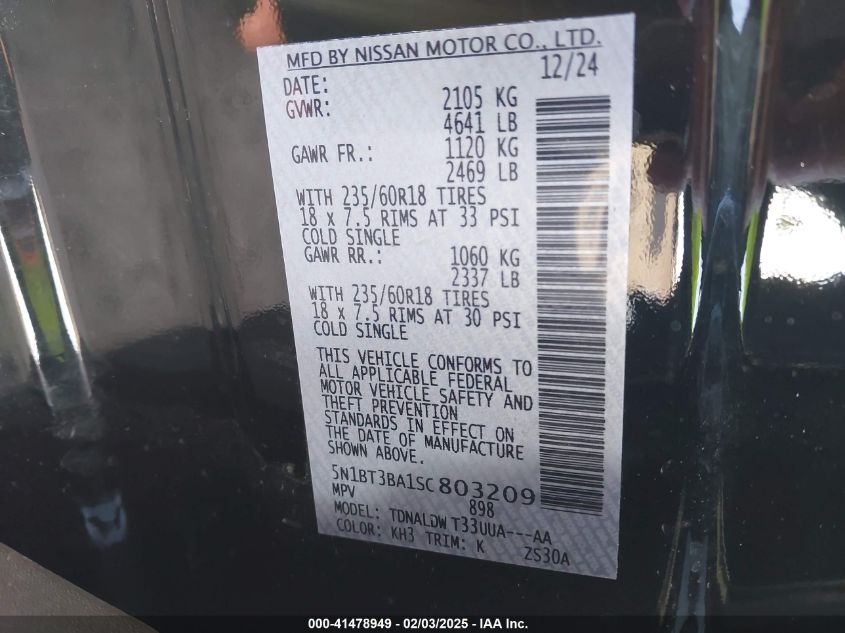 MFD BY NISSAN MOTOR CO., LTD.
DATE: 12/24
GVWR: 2105 KG
4641 LB
GAWR FR.: 1120 KG
2469 LB
WITH 235/60R18 TIRES
18 x 7.5 RIMS AT 33 PSI
COLD SINGLE
GAWR RR.: 1060 KG
2337 LB
WITH 235/60R18 TIRES
18 x 7.5 RIMS AT 30 PSI
COLD SINGLE
THIS VEHICLE CONFORMS TO
ALL APPLICABLE FEDERAL
MOTOR VEHICLE SAFETY AND
THEFT PREVENTION
STANDARDS IN EFFECT ON
THE DATE OF MANUFACTURE
SHOWN ABOVE.
5N1BT3BA1SC803209
MPV 898
MODEL: TDNALDW T33UUA---AA
COLOR: KH3 TRIM: K ZS30A
000-41478949 - 02/03/2025 - IAA Inc.